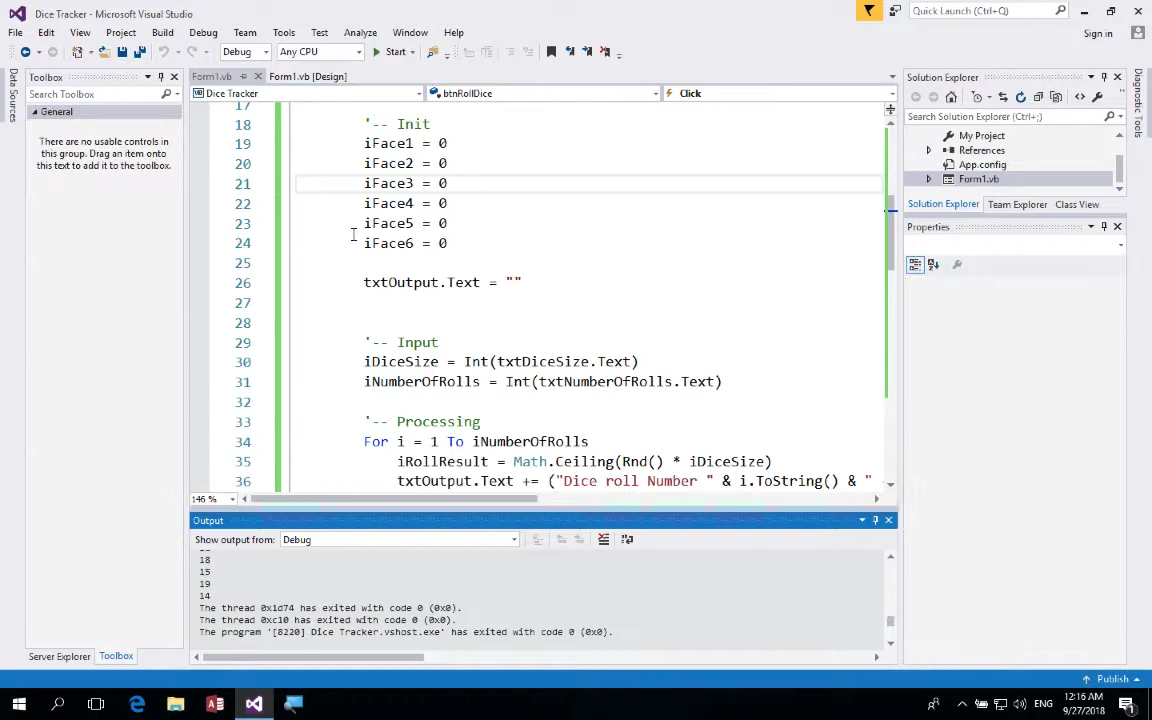 Dice Tracker - Microsoft Visual Studio
Quick Launch (Ctrl+Q)
File Edit View Project Build Debug Team Tools Test Analyze Window Help
Sign in
Debug Any CPU Start
Toolbox
Form1.vb Form1.vb [Design]
Solution Explorer
Data Sources
Diagnostic Tools
Search Toolbox
Dice Tracker btnRollDice Click
General
There are no usable controls in
this group. Drag an item onto
this text to add it to the toolbox.
17
18 '-- Init
19 iFace1 = 0
20 iFace2 = 0
21 iFace3 = 0
22 iFace4 = 0
23 iFace5 = 0
24 iFace6 = 0
25
26 txtOutput.Text = ""
27
28
29 '-- Input
30 iDiceSize = Int(txtDiceSize.Text)
31 iNumberOfRolls = Int(txtNumberOfRolls.Text)
32
33 '-- Processing
34 For i = 1 To iNumberOfRolls
35 iRollResult = Math.Ceiling(Rnd() * iDiceSize)
36 txtOutput.Text += ("Dice roll Number " & i.ToString() & "
146 %
Search Solution Explorer (Ctrl+;)
My Project
References
App.config
Form1.vb
Solution Explorer Team Explorer Class View
Properties
Output
Show output from: Debug
18
15
19
14
The thread 0x1d74 has exited with code 0 (0x0).
The thread 0xc10 has exited with code 0 (0x0).
The program '[8220] Dice Tracker.vshost.exe' has exited with code 0 (0x0).
Server Explorer Toolbox
Publish
ENG
12:16 AM
9/27/2018
1